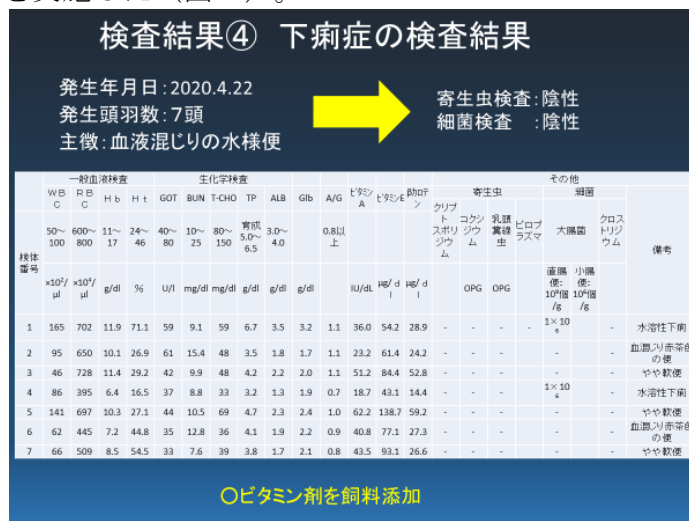 検査結果④ 下痢症の検査結果
発生年月日:2020.4.22
発生頭羽数:7頭
主徴:血液混じりの水様便
寄生虫検査:陰性
細菌検査 :陰性
一般血液検査 生化学検査 その他
WBC RBC Hb Ht GOT BUN T-CHO TP ALB Glb A/G ビタミンA ビタミンE βカロテン 寄生虫 細菌
クリプトスポリジウム コクシジウム 乳頭糞線虫 ピロプラズマ 大腸菌 クロストリジウム 備考
検体番号 50~100 600~800 11~17 24~46 40~80 10~25 80~150 育成5.0~6.5 3.0~4.0 0.8以上
×10²/μl ×10⁴/μl g/dl % U/l mg/dl mg/dl g/dl g/dl g/dl IU/dL μg/dl μg/dl OPG OPG 直腸便:10⁶個/g 小腸便:10⁶個/g
1 165 702 11.9 71.1 59 9.1 59 6.7 3.5 3.2 1.1 36.0 54.2 28.9 - - - - 1×10⁶ - 水溶性下痢
2 95 650 10.1 26.9 61 15.4 48 3.5 1.8 1.7 1.1 23.2 61.4 24.2 - - - - - 血混じり赤茶色の便
3 46 728 11.4 29.2 42 9.9 48 4.2 2.2 2.0 1.1 51.2 84.4 52.8 - - - - - やや軟便
4 86 395 6.4 16.5 37 8.8 33 3.2 1.3 1.9 0.7 18.7 43.1 14.4 - - - 1×10⁶ - 水溶性下痢
5 141 697 10.3 27.1 44 10.5 69 4.7 2.3 2.4 1.0 62.2 138.7 59.2 - - - - - やや軟便
6 62 445 7.2 44.8 35 12.8 36 4.1 1.9 2.2 0.9 40.8 77.1 27.3 - - - - - 血混じり赤茶色の便
7 66 509 8.5 54.5 33 7.6 39 3.8 1.7 2.1 0.8 43.5 93.1 26.6 - - - - - やや軟便
〇ビタミン剤を飼料添加